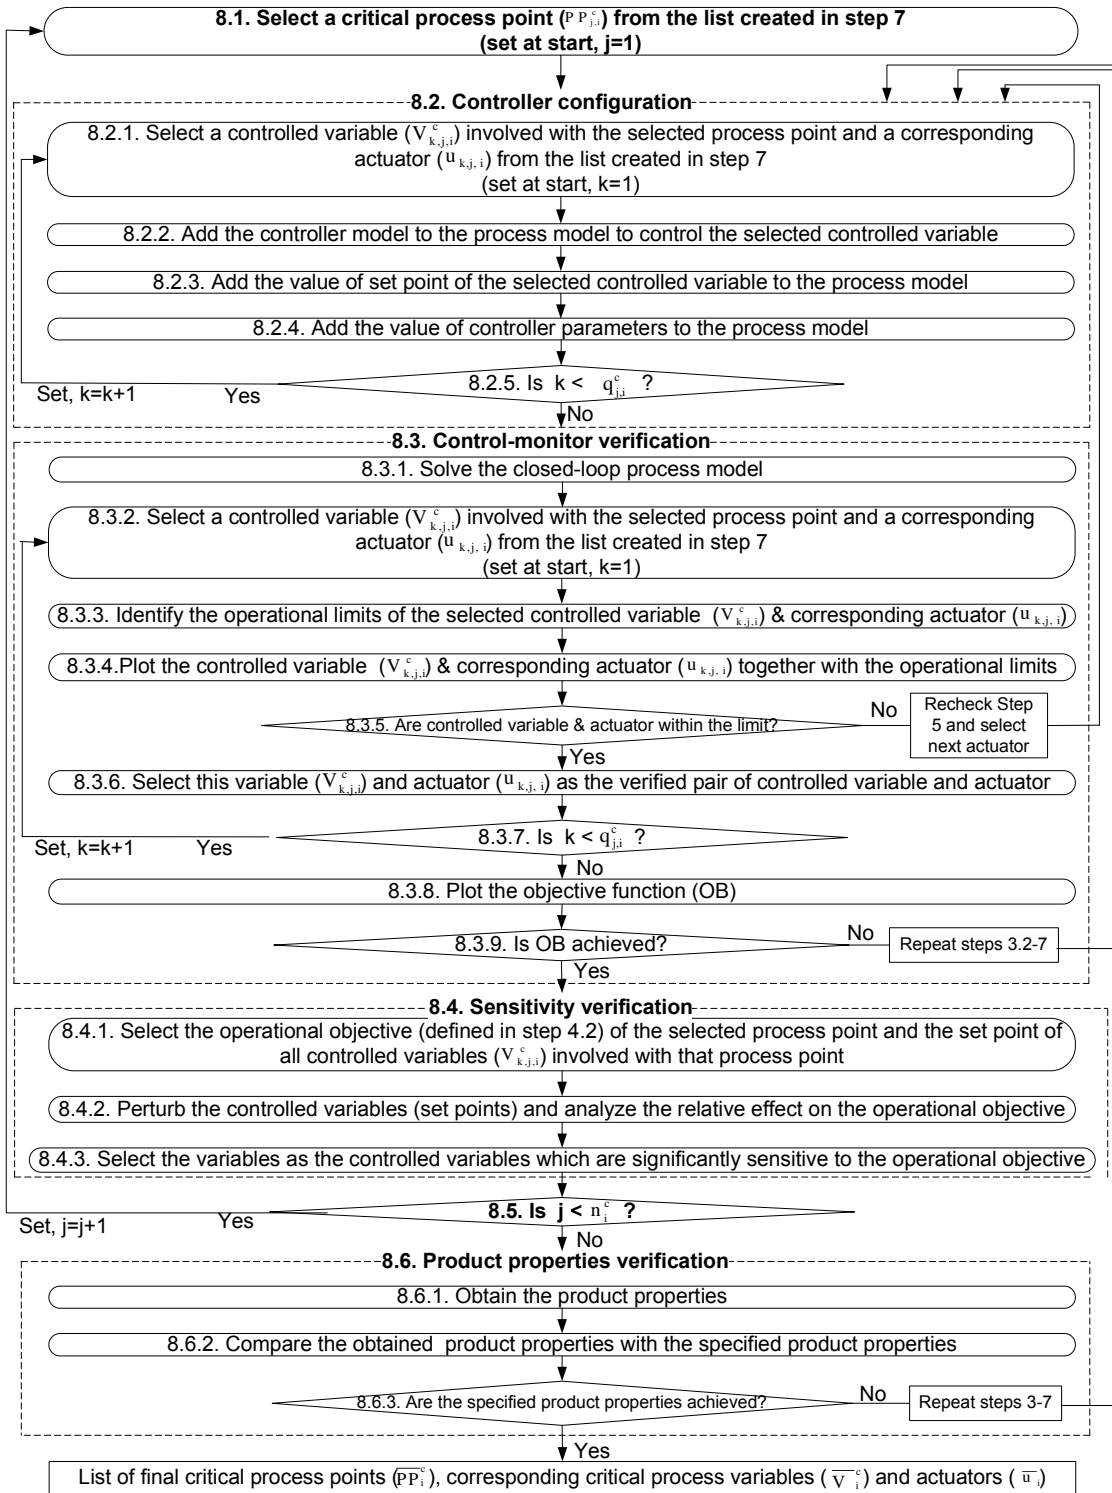 8.1. Select a critical process point (PP^c_{j,i}) from the list created in step 7
(set at start, j=1)
8.2. Controller configuration
8.2.1. Select a controlled variable (V^c_{k,j,i}) involved with the selected process point and a corresponding
actuator (u_{k,j,i}) from the list created in step 7
(set at start, k=1)
8.2.2. Add the controller model to the process model to control the selected controlled variable
8.2.3. Add the value of set point of the selected controlled variable to the process model
8.2.4. Add the value of controller parameters to the process model
8.2.5. Is k < q^c_{j,i} ?
Set, k=k+1
Yes
No
8.3. Control-monitor verification
8.3.1. Solve the closed-loop process model
8.3.2. Select a controlled variable (V^c_{k,j,i}) involved with the selected process point and a corresponding
actuator (u_{k,j,i}) from the list created in step 7
(set at start, k=1)
8.3.3. Identify the operational limits of the selected controlled variable (V^c_{k,j,i}) & corresponding actuator (u_{k,j,i})
8.3.4.Plot the controlled variable (V^c_{k,j,i}) & corresponding actuator (u_{k,j,i}) together with the operational limits
8.3.5. Are controlled variable & actuator within the limit?
No
Recheck Step
5 and select
next actuator
Yes
8.3.6. Select this variable (V^c_{k,j,i}) and actuator (u_{k,j,i}) as the verified pair of controlled variable and actuator
8.3.7. Is k < q^c_{j,i} ?
Set, k=k+1
Yes
No
8.3.8. Plot the objective function (OB)
8.3.9. Is OB achieved?
No
Repeat steps 3.2-7
Yes
8.4. Sensitivity verification
8.4.1. Select the operational objective (defined in step 4.2) of the selected process point and the set point of
all controlled variables (V^c_{k,j,i}) involved with that process point
8.4.2. Perturb the controlled variables (set points) and analyze the relative effect on the operational objective
8.4.3. Select the variables as the controlled variables which are significantly sensitive to the operational objective
8.5. Is j < n^c_i ?
Set, j=j+1
Yes
No
8.6. Product properties verification
8.6.1. Obtain the product properties
8.6.2. Compare the obtained product properties with the specified product properties
8.6.3. Are the specified product properties achieved?
No
Repeat steps 3-7
Yes
List of final critical process points (\overline{PP}^c_i), corresponding critical process variables (\overline{V}^c_i) and actuators (\overline{u}_i)